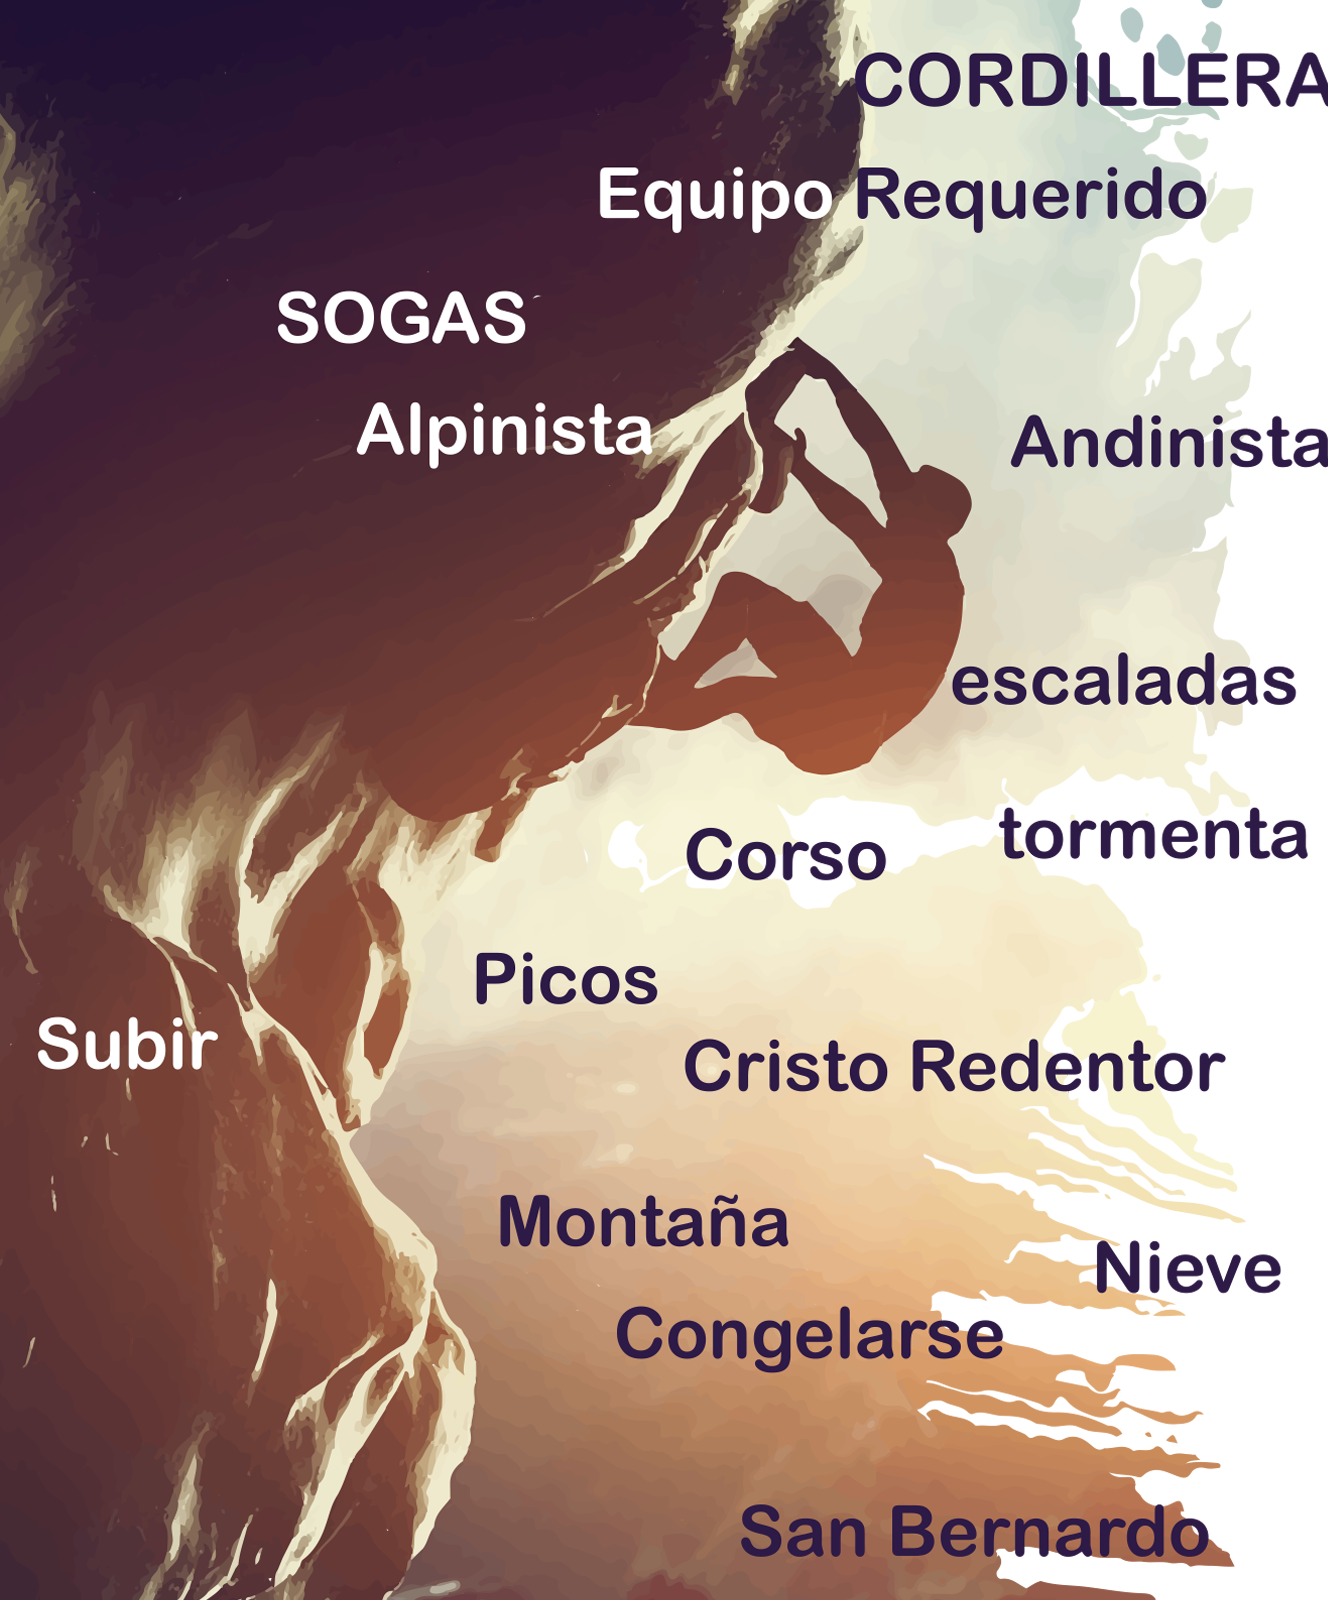 CORDILLERA
Equipo Requerido
SOGAS
Alpinista
Andinista
escaladas
tormenta
Corso
Picos
Subir
Cristo Redentor
Montaña
Nieve
Congelarse
San Bernardo